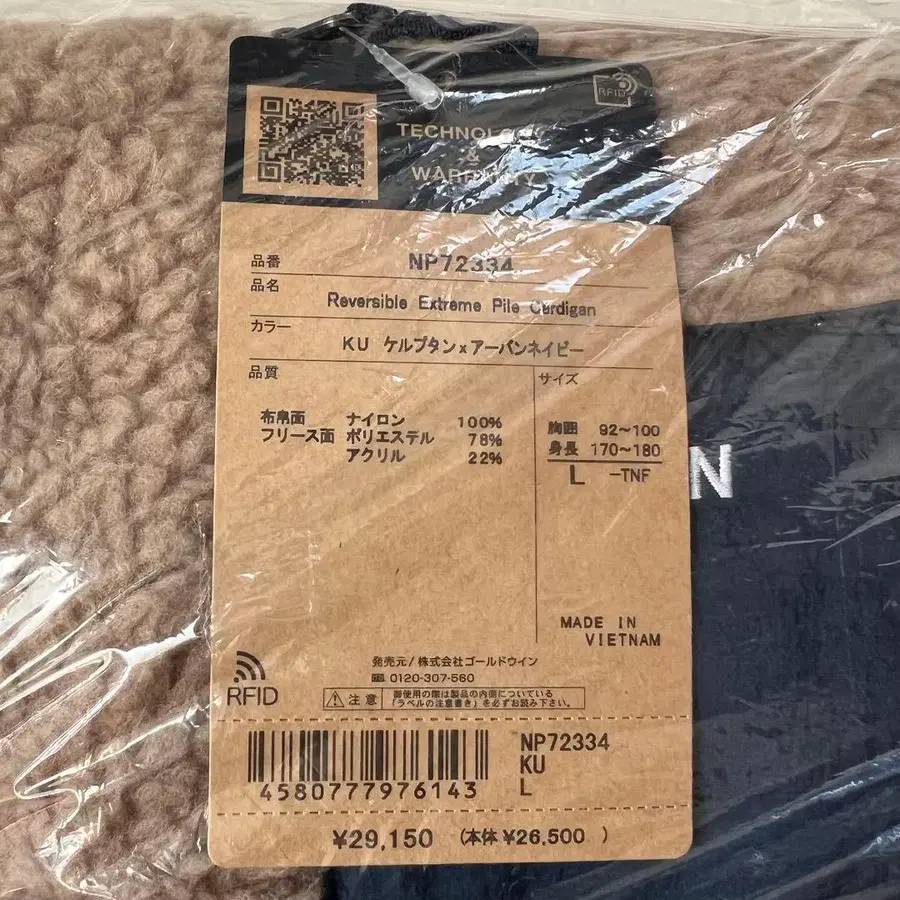 RFID
TECHNOLOGY
&
WARRANTY
品番 NP72334
品名
Reversible Extreme Pile Cardigan
カラー
KU ケルプタン×アーバンネイビー
品質
サイズ
布帛面 ナイロン 100%
フリース面 ポリエステル 78%
アクリル 22%
胸囲 92～100
身長 170～180
L -TNF
N
MADE IN
VIETNAM
発売元/株式会社ゴールドウイン
0120-307-560
RFID
注意 御使用の際は製品の内側についている
「ラベルの注意書き」を必ずお読み下さい。
4580777976143
NP72334
KU
L
¥29,150 (本体¥26,500 )